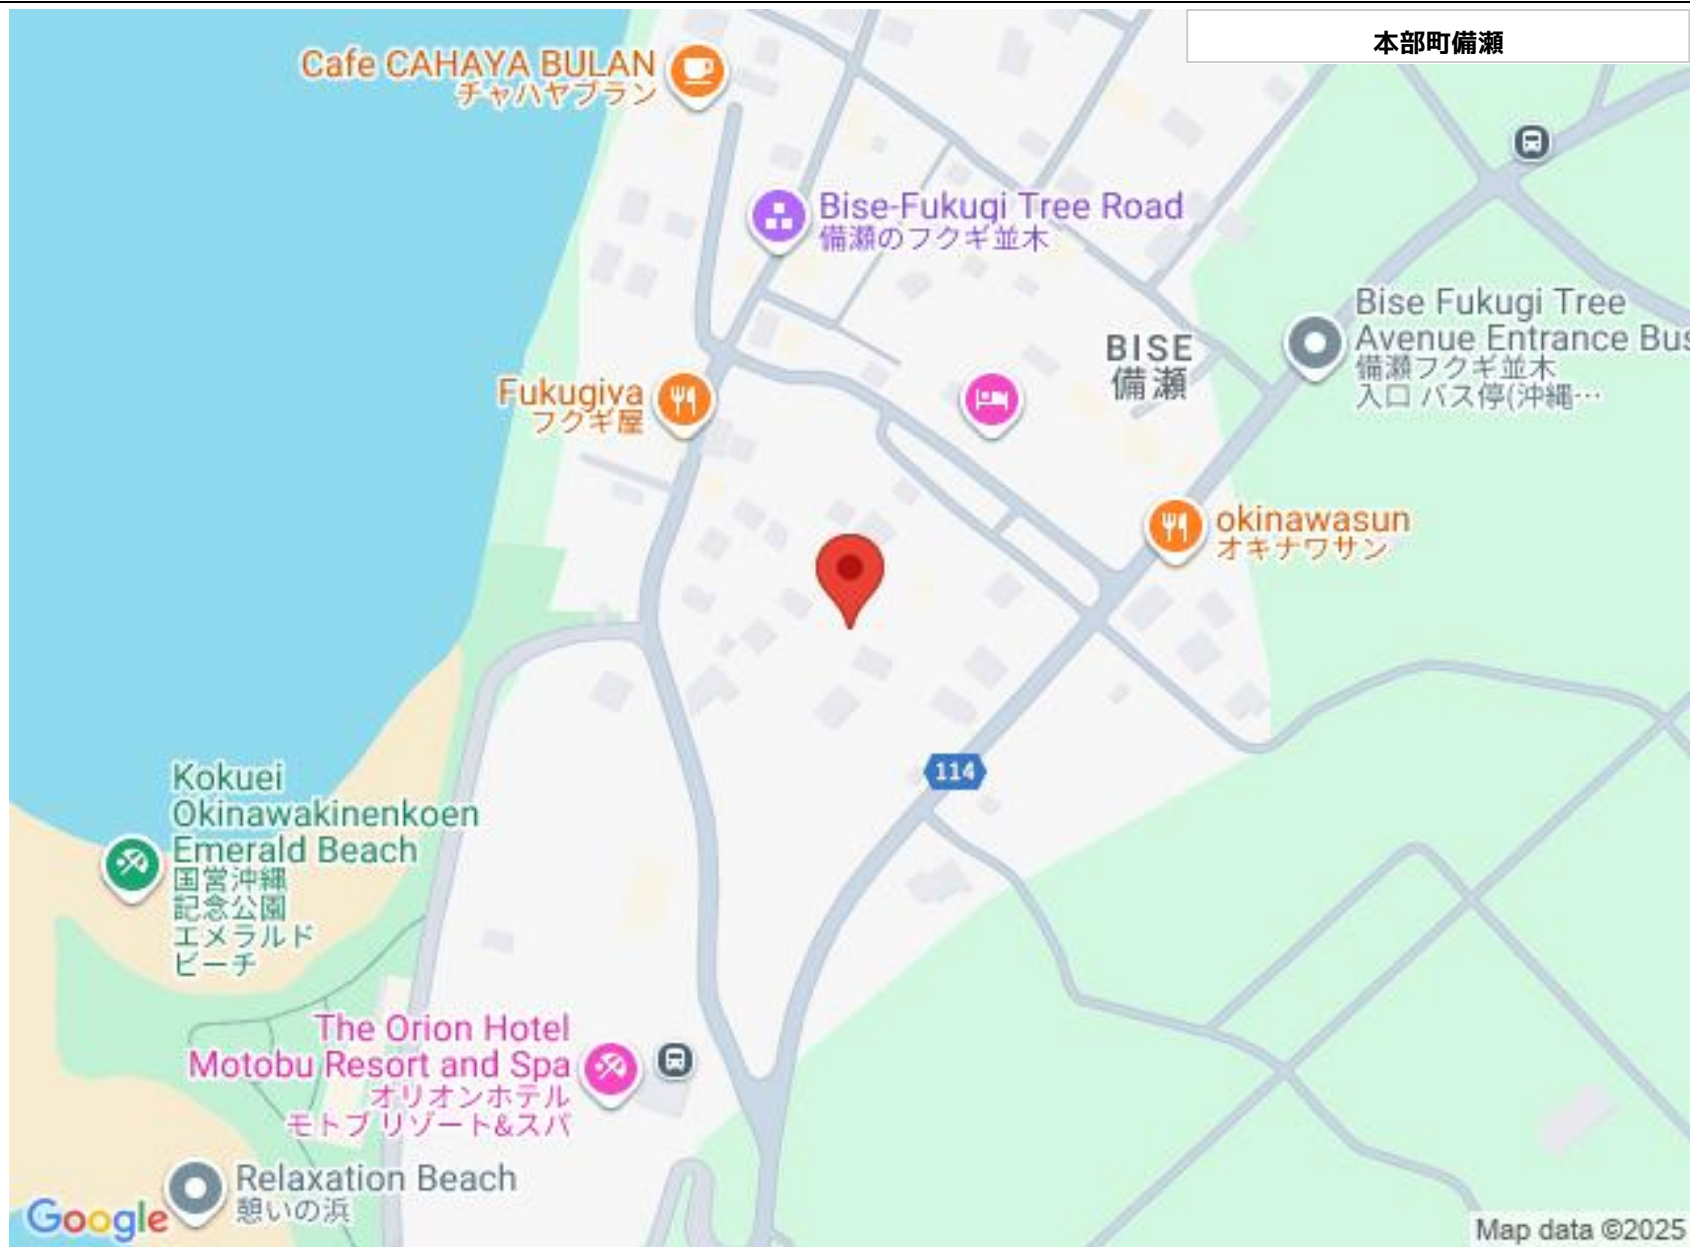 本部町備瀬
Cafe CAHAYA BULAN
チャハヤブラン
Bise-Fukugi Tree Road
備瀬のフクギ並木
Bise Fukugi Tree
Avenue Entrance Bus
備瀬フクギ並木
入口 バス停(沖縄…
BISE
備瀬
Fukugiya
フクギ屋
okinawasun
オキナワサン
114
Kokuei
Okinawakinenkoen
Emerald Beach
国営沖縄
記念公園
エメラルド
ビーチ
The Orion Hotel
Motobu Resort and Spa
オリオンホテル
モトブ リゾート&スパ
Relaxation Beach
憩いの浜
Google
Map data ©2025